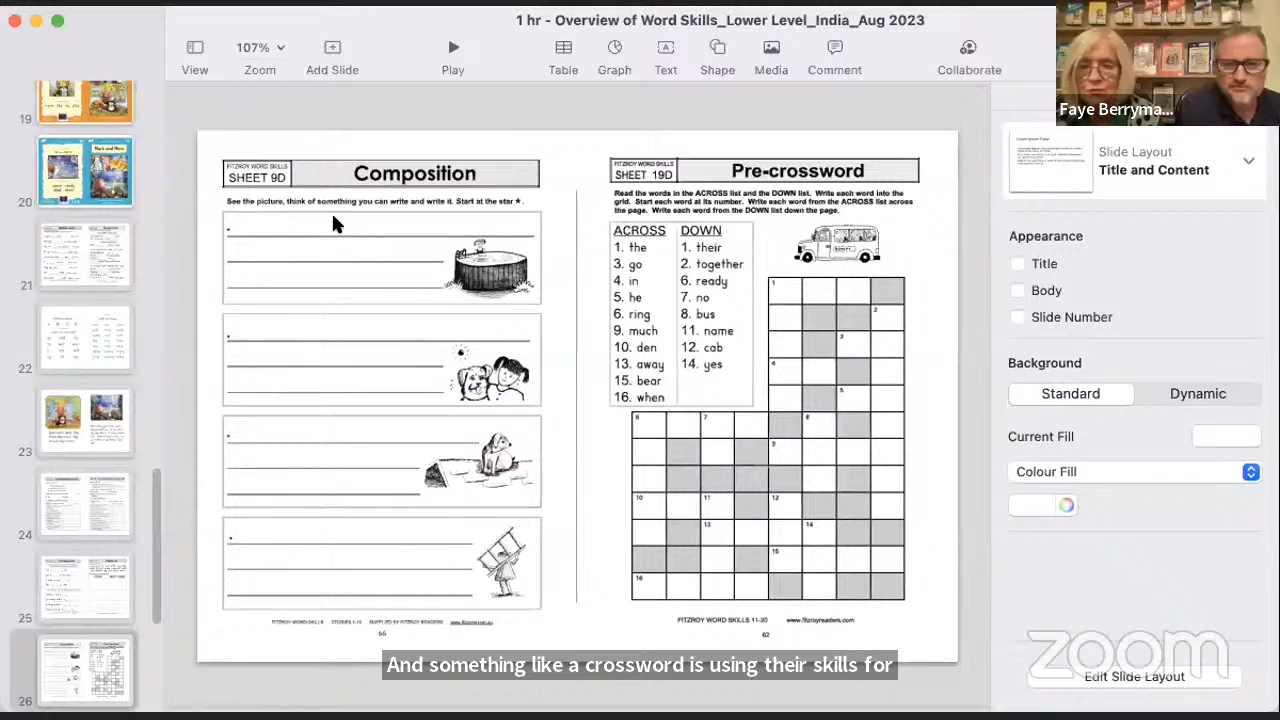 1 hr - Overview of Word Skills_Lower Level_India_Aug 2023
107%
View
Zoom
Add Slide
Play
Table
Graph
Text
Shape
Media
Comment
Collaborate
Faye Berryma...
19
20
21
22
23
24
25
26
FITZROY WORD SKILLS
SHEET 9D
Composition
See the picture, think of something you can write and write it. Start at the star ★.
66
FITZROY WORD SKILLS
SHEET 19D
Pre-crossword
Read the words in the ACROSS list and the DOWN list. Write each word into the
grid. Start each word at its number. Write each word from the ACROSS list across
the page. Write each word from the DOWN list down the page.
ACROSS
1. the
3. go
4. in
5. he
6. ring
9. much
10. den
13. away
15. bear
16. when
DOWN
1. their
2. together
6. ready
7. no
8. bus
11. name
12. cab
14. yes
1
2
3
4
5
6 7 8
9
10 11 12
13 14
15
16
FITZROY WORD SKILLS 11-20 www.fitzroyreaders.com
62
Slide Layout
Title and Content
Appearance
Title
Body
Slide Number
Background
Standard
Dynamic
Current Fill
Colour Fill
Edit Slide Layout
zoom
And something like a crossword is using their skills for